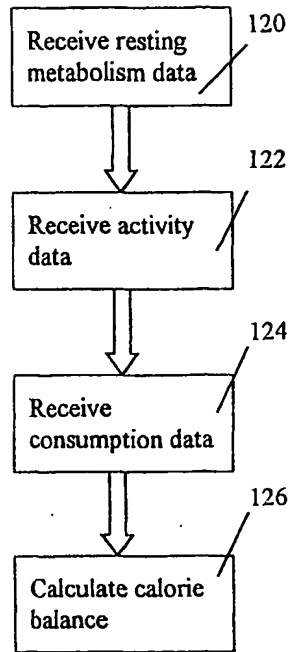 120
Receive resting
metabolism data
122
Receive activity
data
124
Receive
consumption data
126
Calculate calorie
balance